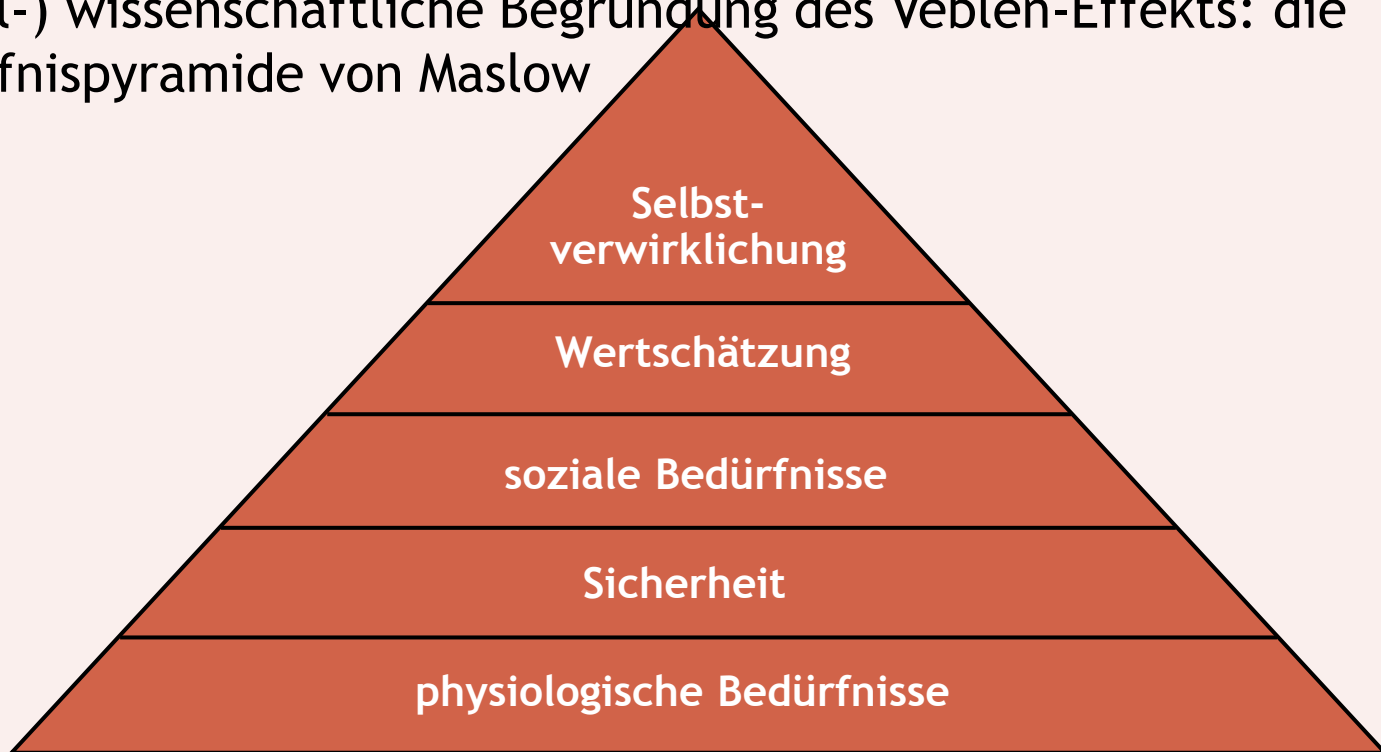 l-) wissenschaftliche Begründung des Veblen-Effekts: die
fnispyramide von Maslow
Selbst-
verwirklichung
Wertschätzung
soziale Bedürfnisse
Sicherheit
physiologische Bedürfnisse